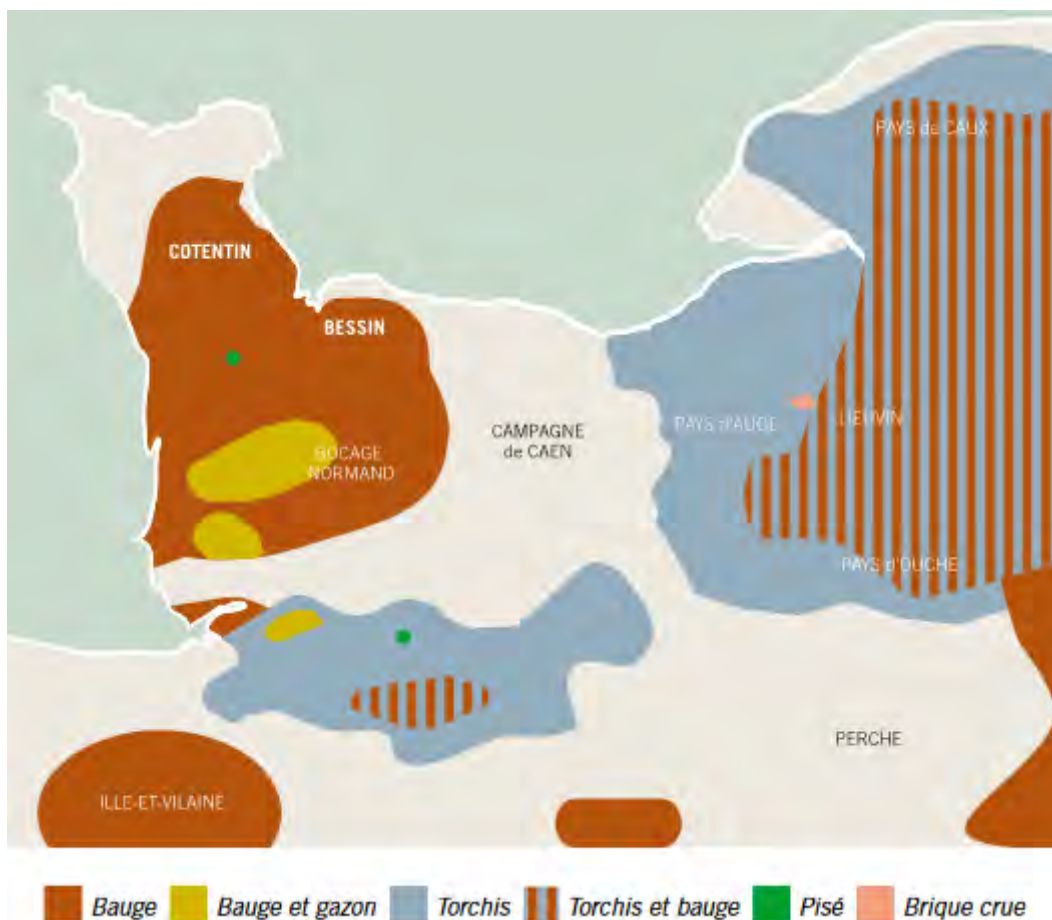 PAYS de CAUX
COTENTIN
BESSIN
PAYS d'AUGE
LIEUVIN
CAMPAGNE
de CAEN
BOCAGE
NORMAND
PAYS d'OUCHE
PERCHE
ILLE-ET-VILAINE
Bauge
Bauge et gazon
Torchis
Torchis et bauge
Pisé
Brique crue